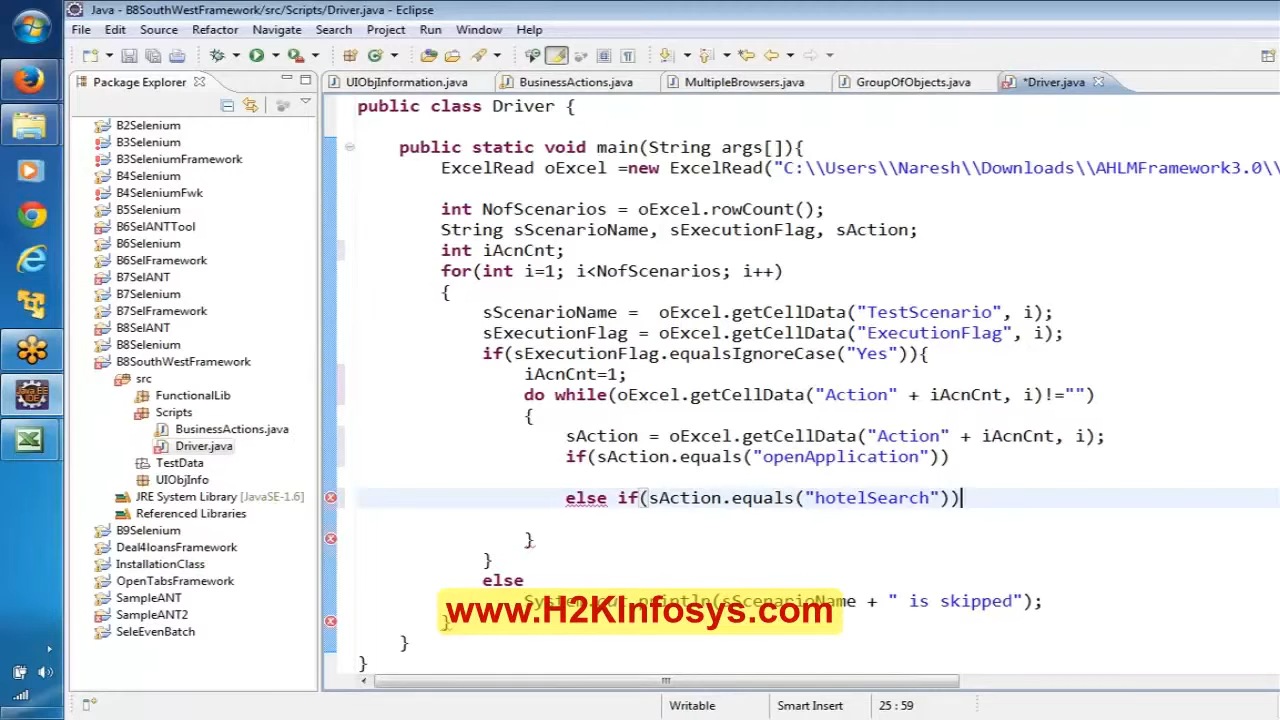 Java - B8SouthWestFramework/src/Scripts/Driver.java - Eclipse
File Edit Source Refactor Navigate Search Project Run Window Help
Package Explorer
UIObjInformation.java BusinessActions.java MultipleBrowsers.java GroupOfObjects.java *Driver.java
B2Selenium
B3Selenium
B3SeleniumFramework
B4Selenium
B4SeleniumFwk
B5Selenium
B6SelANTTool
B6Selenium
B6SelFramework
B7SelANT
B7Selenium
B7SelFramework
B8SelANT
B8Selenium
B8SouthWestFramework
src
FunctionalLib
Scripts
BusinessActions.java
Driver.java
TestData
UIObjInfo
JRE System Library [JavaSE-1.6]
Referenced Libraries
B9Selenium
Deal4loansFramework
InstallationClass
OpenTabsFramework
SampleANT
SampleANT2
SeleEvenBatch
public class Driver {
public static void main(String args[]){
ExcelRead oExcel =new ExcelRead("C:\\Users\\Naresh\\Downloads\\AHLMFramework3.0\\
int NofScenarios = oExcel.rowCount();
String sScenarioName, sExecutionFlag, sAction;
int iAcnCnt;
for(int i=1; i<NofScenarios; i++)
{
sScenarioName =  oExcel.getCellData("TestScenario", i);
sExecutionFlag = oExcel.getCellData("ExecutionFlag", i);
if(sExecutionFlag.equalsIgnoreCase("Yes")){
iAcnCnt=1;
do while(oExcel.getCellData("Action" + iAcnCnt, i)!="")
{
sAction = oExcel.getCellData("Action" + iAcnCnt, i);
if(sAction.equals("openApplication"))
else if(sAction.equals("hotelSearch"))
}
}
else
System.out.println(sScenarioName + " is skipped");
}
}
}
www.H2KInfosys.com
Writable Smart Insert 25 : 59